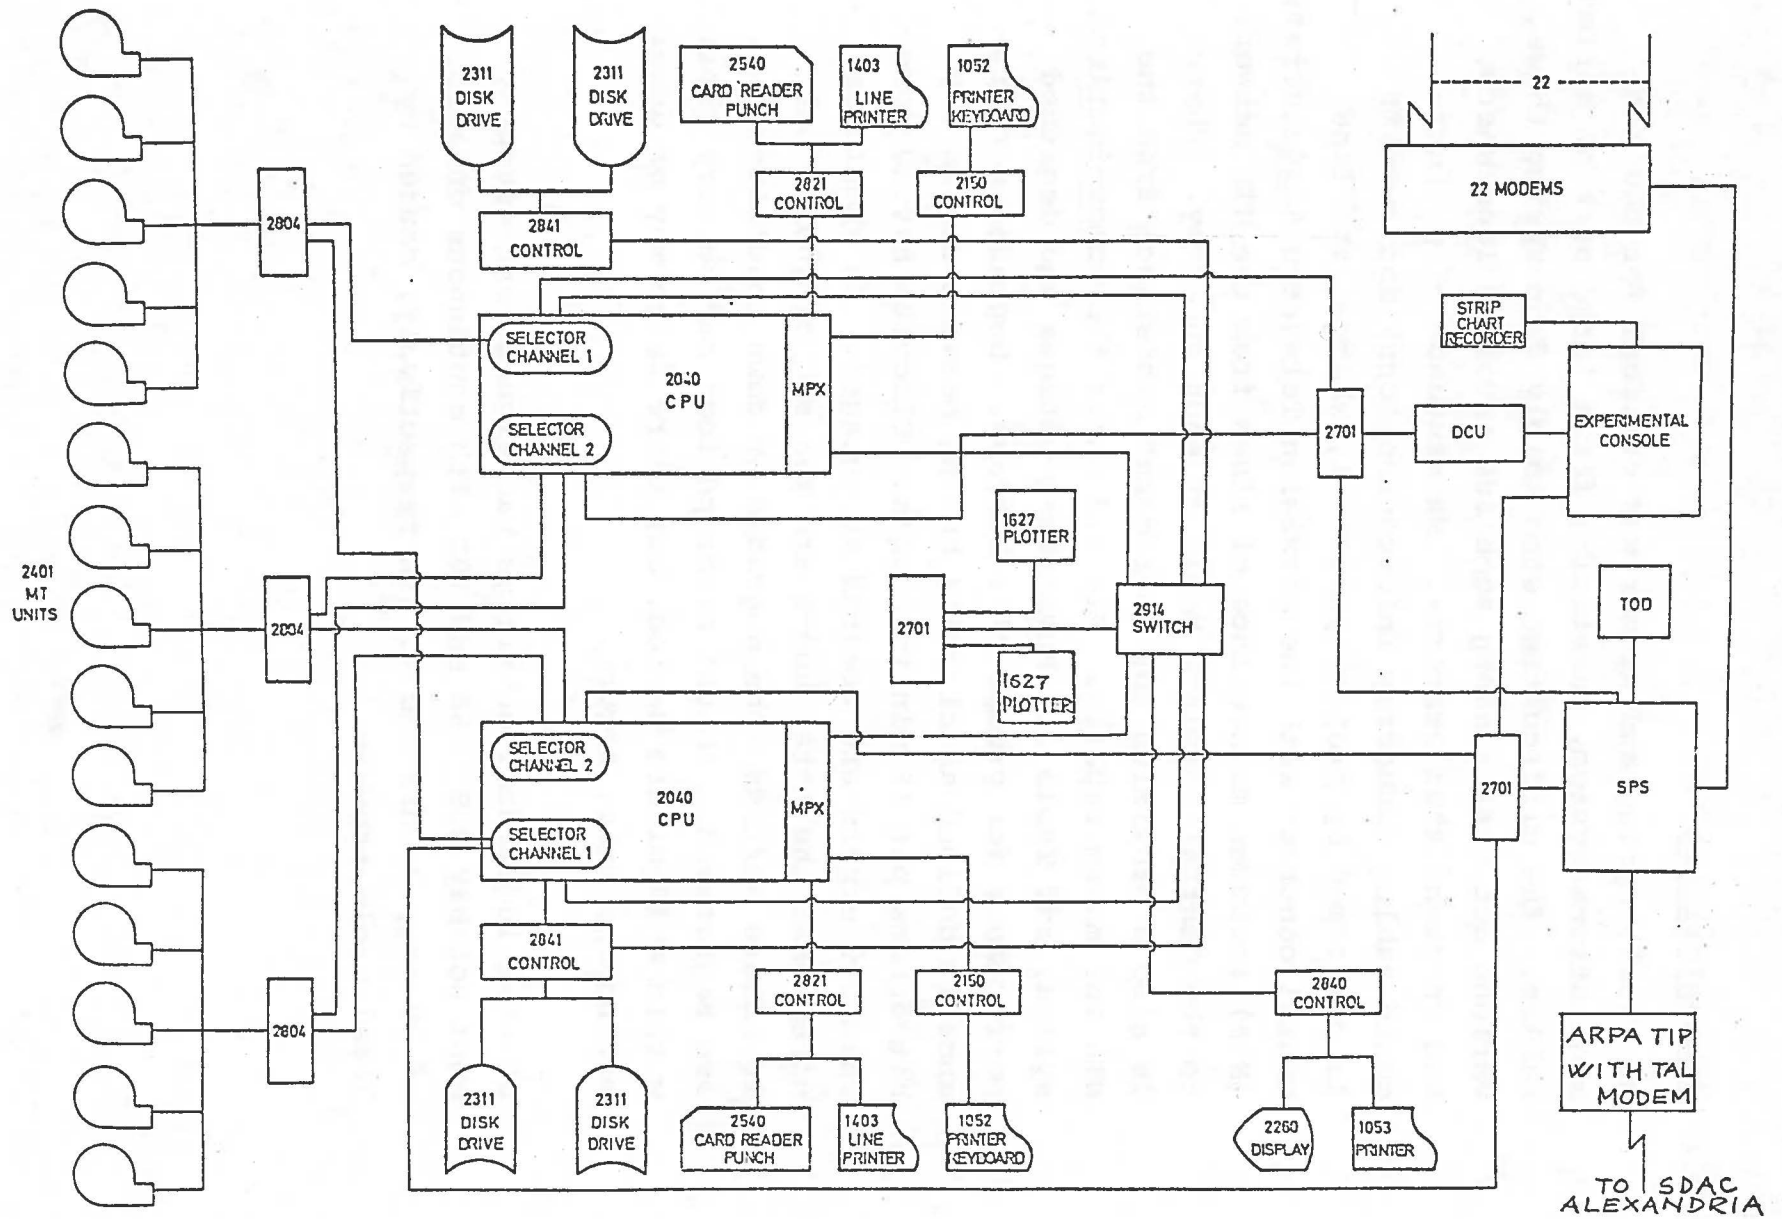 2311
DISK
DRIVE
2311
DISK
DRIVE
2540
CARD READER
PUNCH
1403
LINE
PRINTER
1052
PRINTER
KEYBOARD
22
22 MODEMS
2821
CONTROL
2150
CONTROL
2804
2841
CONTROL
STRIP
CHART
RECORDER
SELECTOR
CHANNEL 1
2040
CPU
MPX
SELECTOR
CHANNEL 2
2701
DCU
EXPERIMENTAL
CONSOLE
1627
PLOTTER
2401
MT
UNITS
2804
2701
2914
SWITCH
TOD
1627
PLOTTER
SELECTOR
CHANNEL 2
2040
CPU
MPX
SELECTOR
CHANNEL 1
2701
SPS
2841
CONTROL
2821
CONTROL
2150
CONTROL
2840
CONTROL
2804
ARPA TIP
WITH TAL
MODEM
2311
DISK
DRIVE
2311
DISK
DRIVE
2540
CARD READER
PUNCH
1403
LINE
PRINTER
1052
PRINTER
KEYBOARD
2260
DISPLAY
1053
PRINTER
TO SDAC
ALEXANDRIA